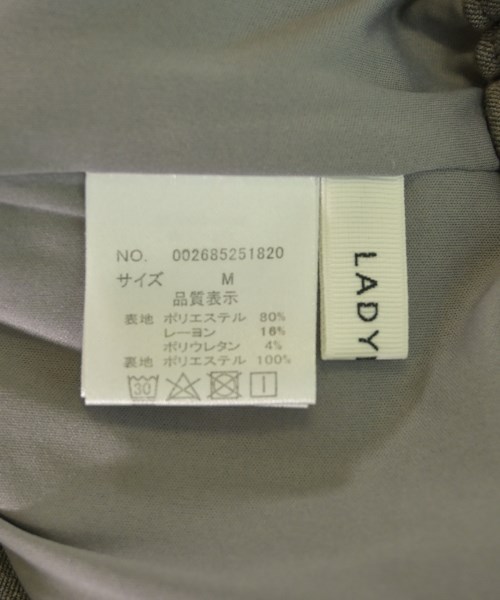 NO. 002685251820
サイズ M
品質表示
表地 ポリエステル 80%
レーヨン 16%
ポリウレタン 4%
裏地 ポリエステル 100%
30
LADY